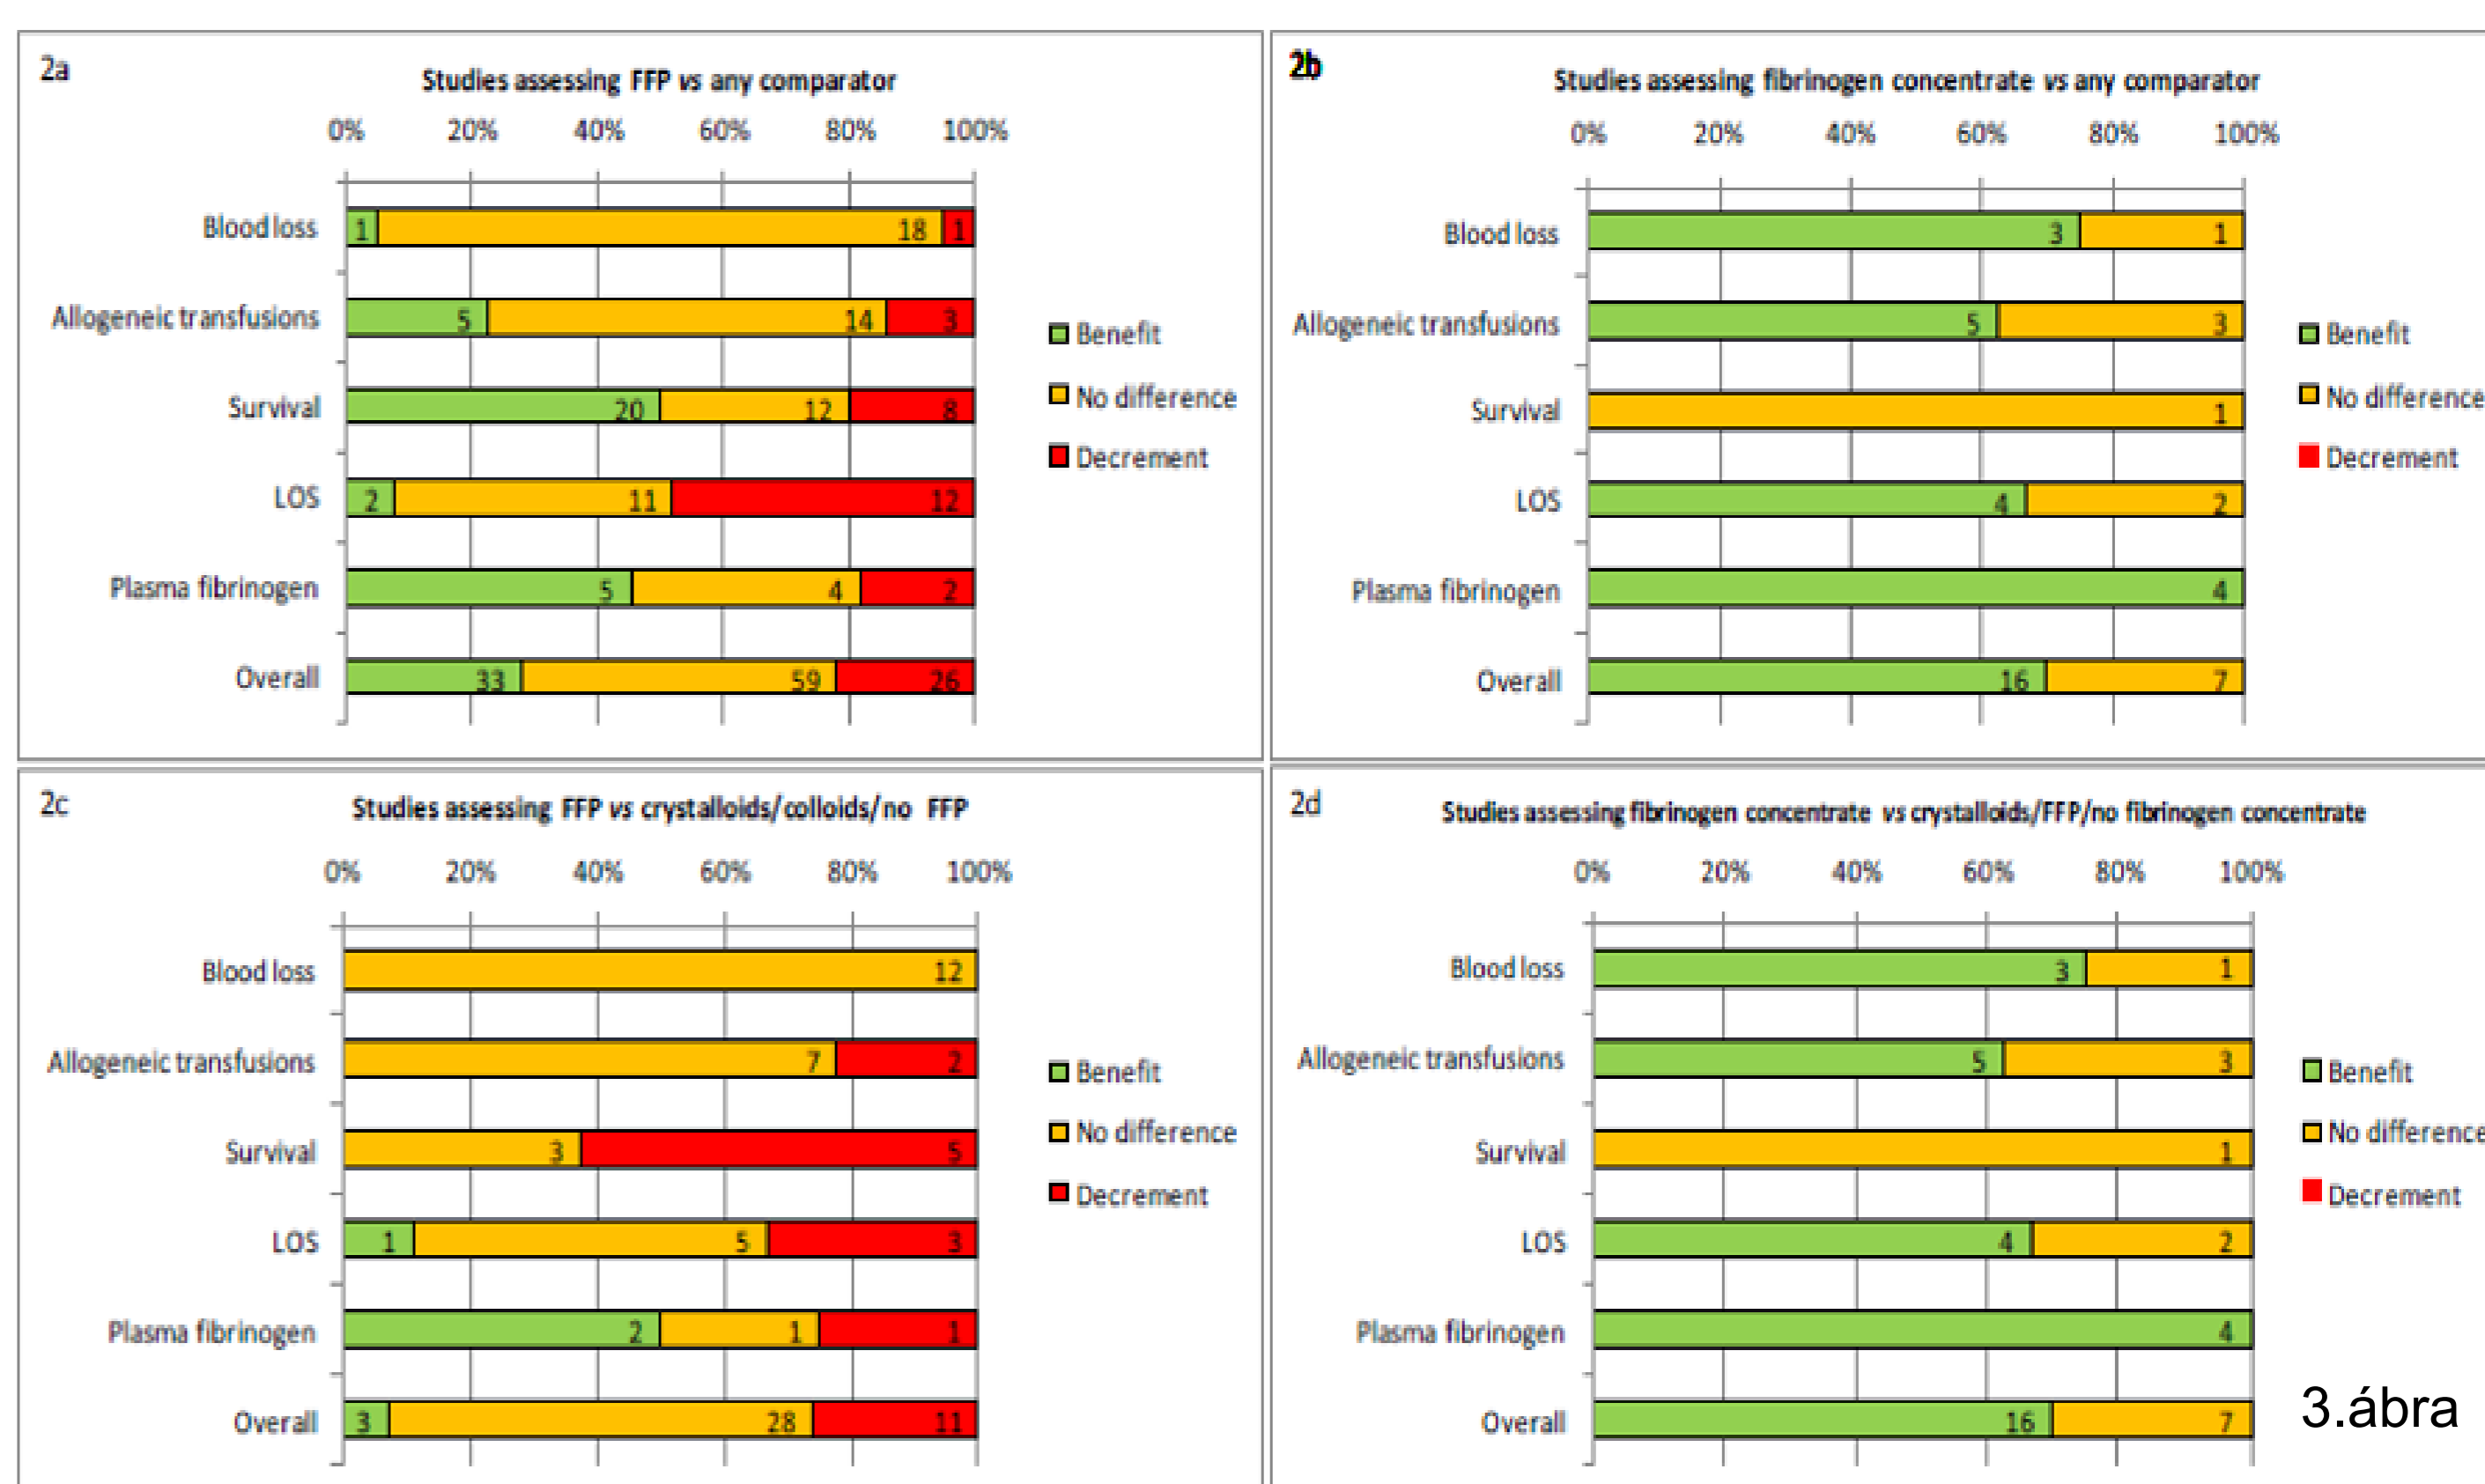 2a
Studies assessing FFP vs any comparator
0% 20% 40% 60% 80% 100%
Blood loss 1 18 1
Allogeneic transfusions 5 14 3
Survival 20 12 8
LOS 2 11 12
Plasma fibrinogen 5 4 2
Overall 33 59 26
Benefit
No difference
Decrement
2b
Studies assessing fibrinogen concentrate vs any comparator
0% 20% 40% 60% 80% 100%
Blood loss 3 1
Allogeneic transfusions 5 3
Survival 1
LOS 4 2
Plasma fibrinogen 4
Overall 16 7
Benefit
No difference
Decrement
2c
Studies assessing FFP vs crystalloids/colloids/no FFP
0% 20% 40% 60% 80% 100%
Blood loss 12
Allogeneic transfusions 7 2
Survival 3 5
LOS 1 5 3
Plasma fibrinogen 2 1 1
Overall 3 28 11
Benefit
No difference
Decrement
2d
Studies assessing fibrinogen concentrate vs crystalloids/FFP/no fibrinogen concentrate
0% 20% 40% 60% 80% 100%
Blood loss 3 1
Allogeneic transfusions 5 3
Survival 1
LOS 4 2
Plasma fibrinogen 4
Overall 16 7
Benefit
No difference
Decrement
3.ábra